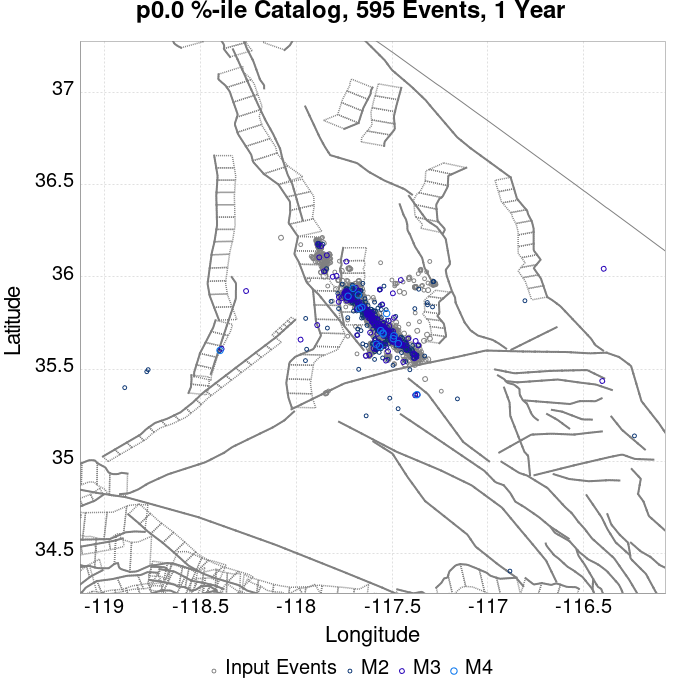 p0.0 %-ile Catalog, 595 Events, 1 Year
37
36.5
36
35.5
35
34.5
Latitude
-119 -118.5 -118 -117.5 -117 -116.5
Longitude
Input Events M2 M3 M4